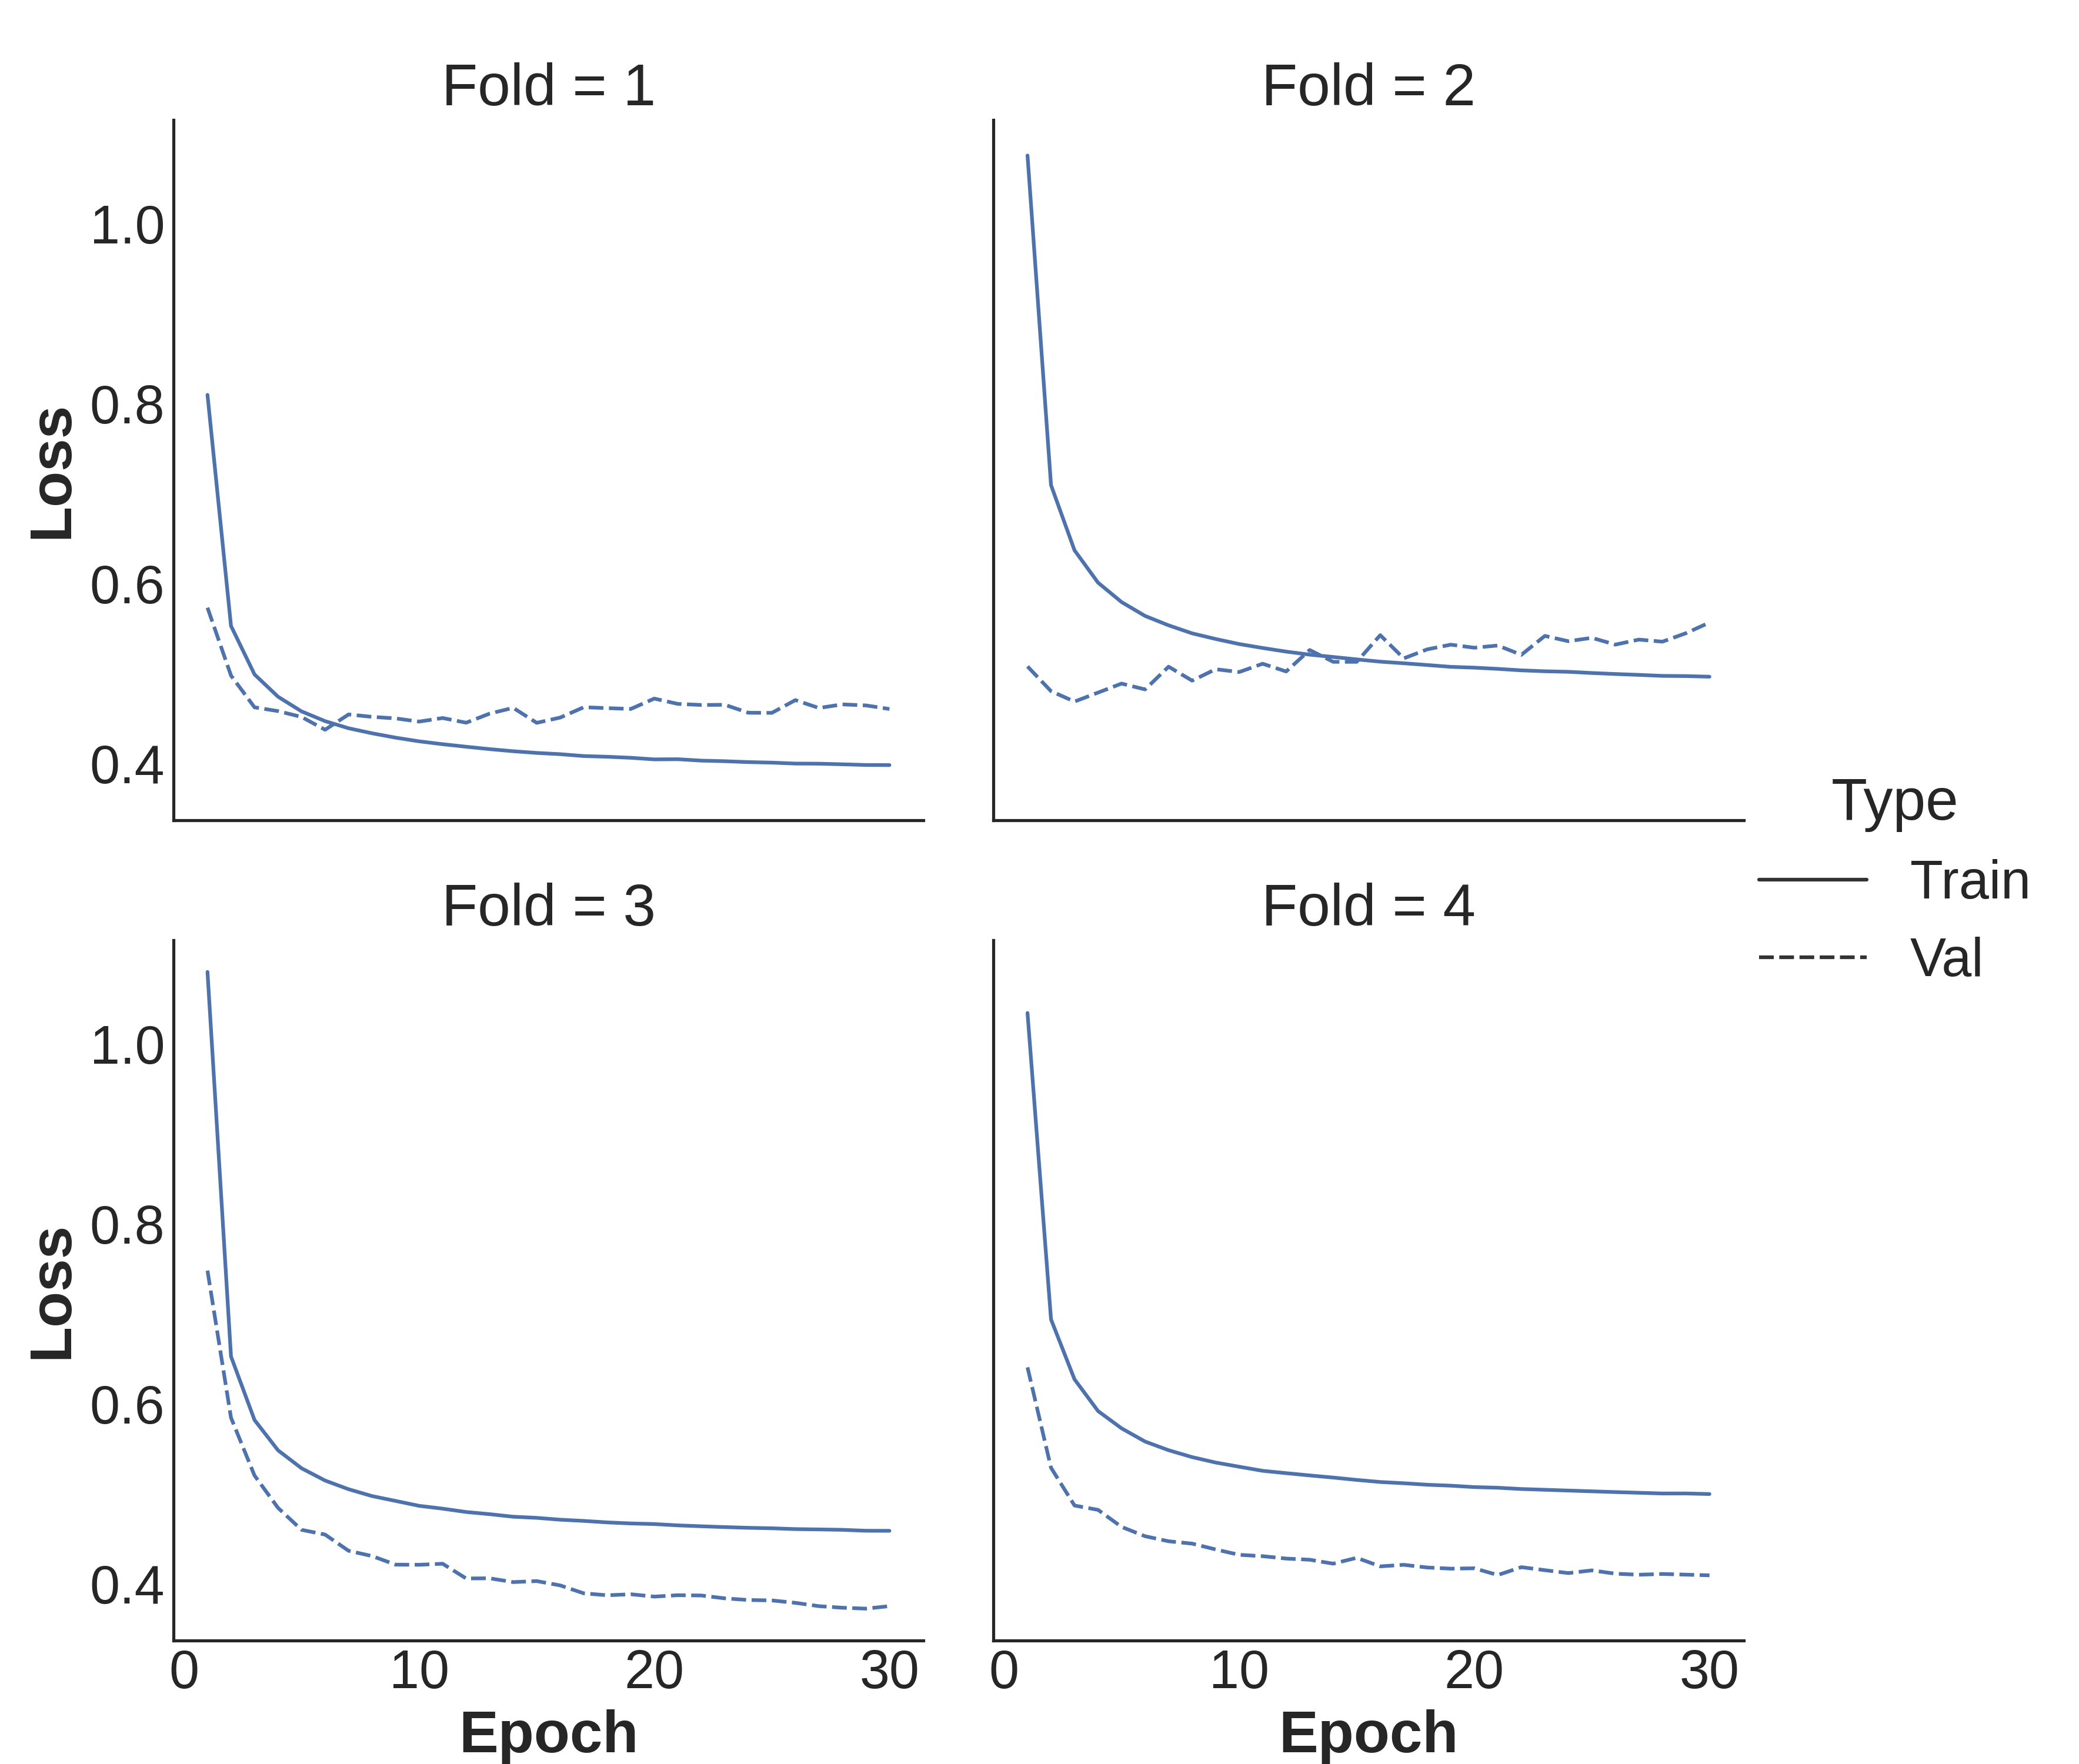 Fold = 1
Fold = 2
1.0
0.8
0.6
0.4
Loss
Type
Train
Val
Fold = 3
Fold = 4
1.0
0.8
0.6
0.4
Loss
0 10 20 30
0 10 20 30
Epoch
Epoch